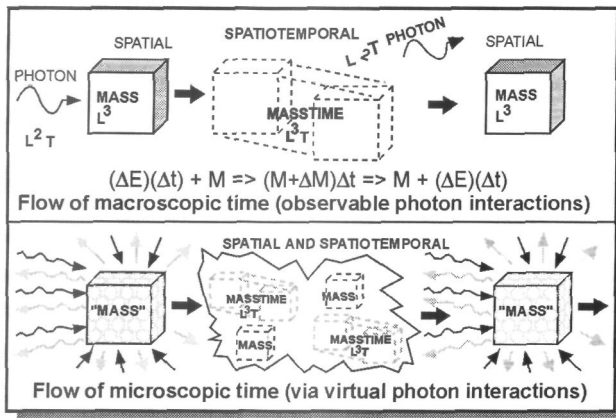 SPATIAL
SPATIOTEMPORAL
L²T PHOTON
SPATIAL
PHOTON
L²T
MASS
L³
MASSTIME
L³T
MASS
L³
(ΔE)(Δt) + M => (M+ΔM)Δt => M + (ΔE)(Δt)
Flow of macroscopic time (observable photon interactions)
SPATIAL AND SPATIOTEMPORAL
"MASS"
MASSTIME
L³T
MASS
MASS
MASSTIME
L³T
"MASS"
Flow of microscopic time (via virtual photon interactions)